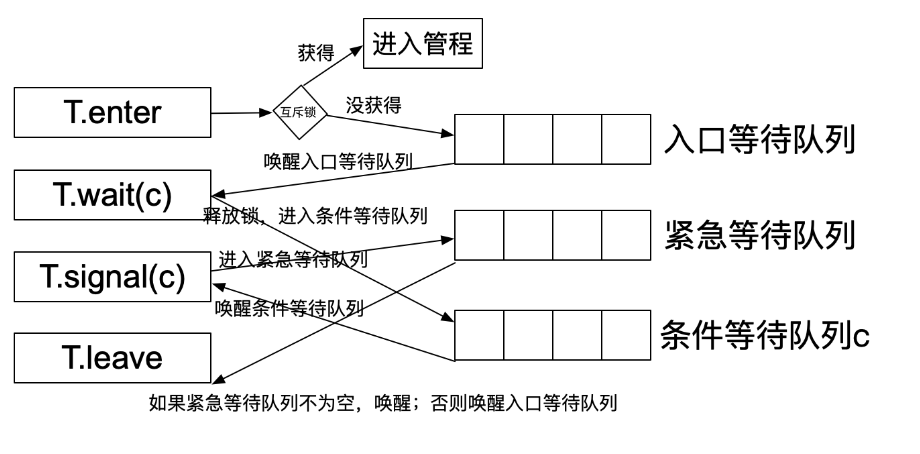 进入管程
获得
T.enter
互斥锁
没获得
入口等待队列
唤醒入口等待队列
T.wait(c)
释放锁，进入条件等待队列
紧急等待队列
进入紧急等待队列
T.signal(c)
唤醒条件等待队列
条件等待队列c
T.leave
如果紧急等待队列不为空，唤醒；否则唤醒入口等待队列